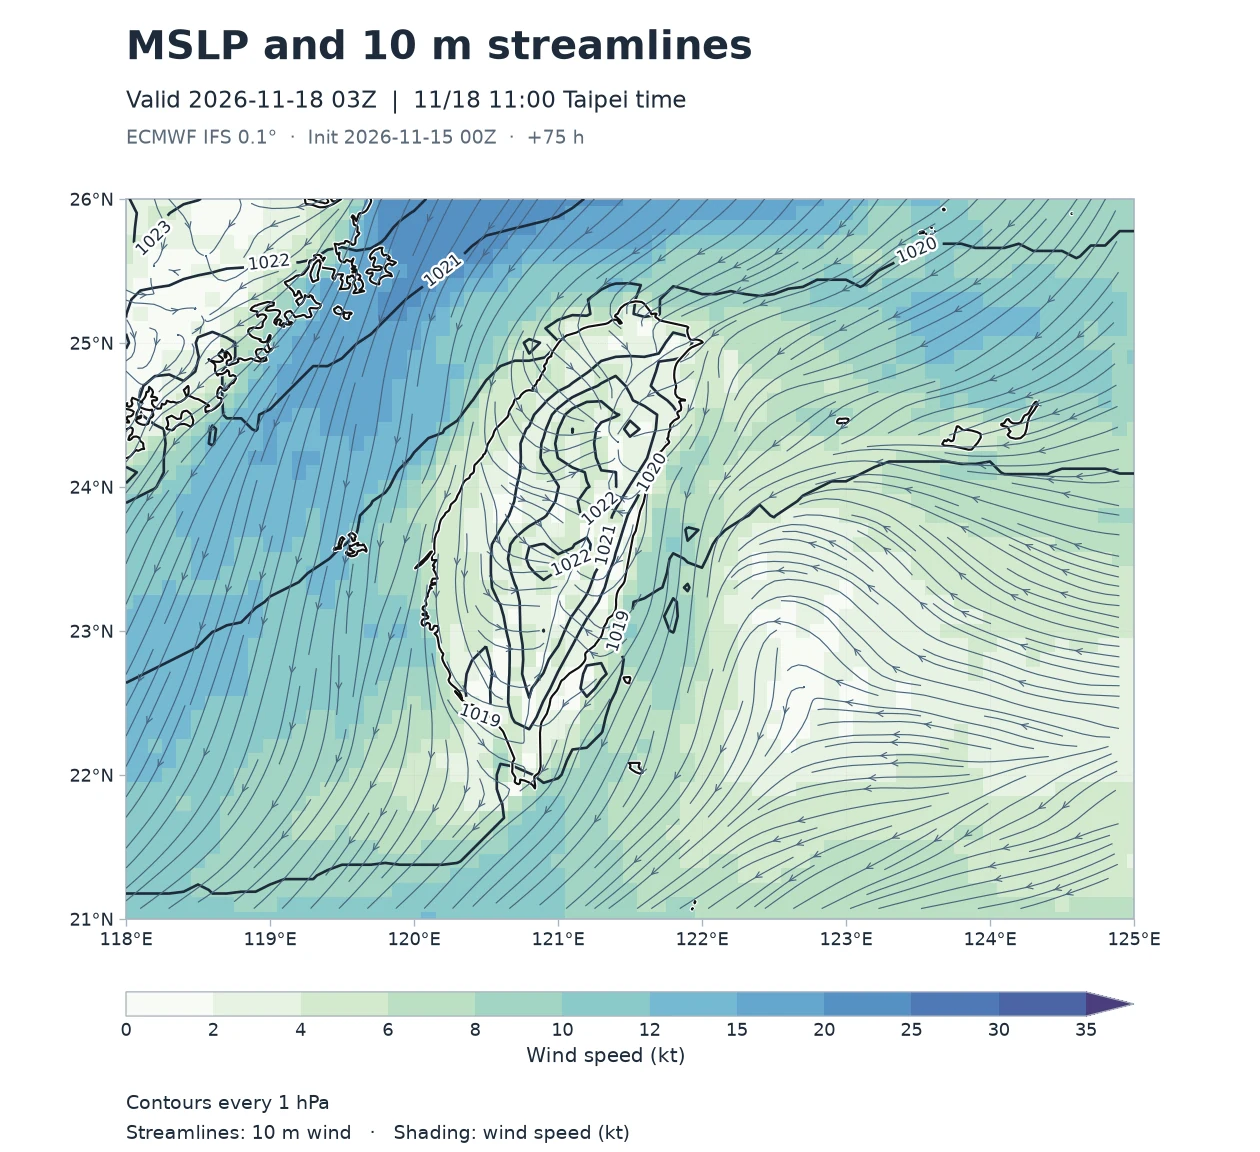 MSLP and 10 m streamlines
Valid 2026-11-18 03Z | 11/18 11:00 Taipei time
ECMWF IFS 0.1° · Init 2026-11-15 00Z · +75 h
26°N
25°N
24°N
23°N
22°N
21°N
1023
1022
1021
1020
1020
1022
1021
1022
1019
1019
118°E 119°E 120°E 121°E 122°E 123°E 124°E 125°E
0 2 4 6 8 10 12 15 20 25 30 35
Wind speed (kt)
Contours every 1 hPa
Streamlines: 10 m wind · Shading: wind speed (kt)